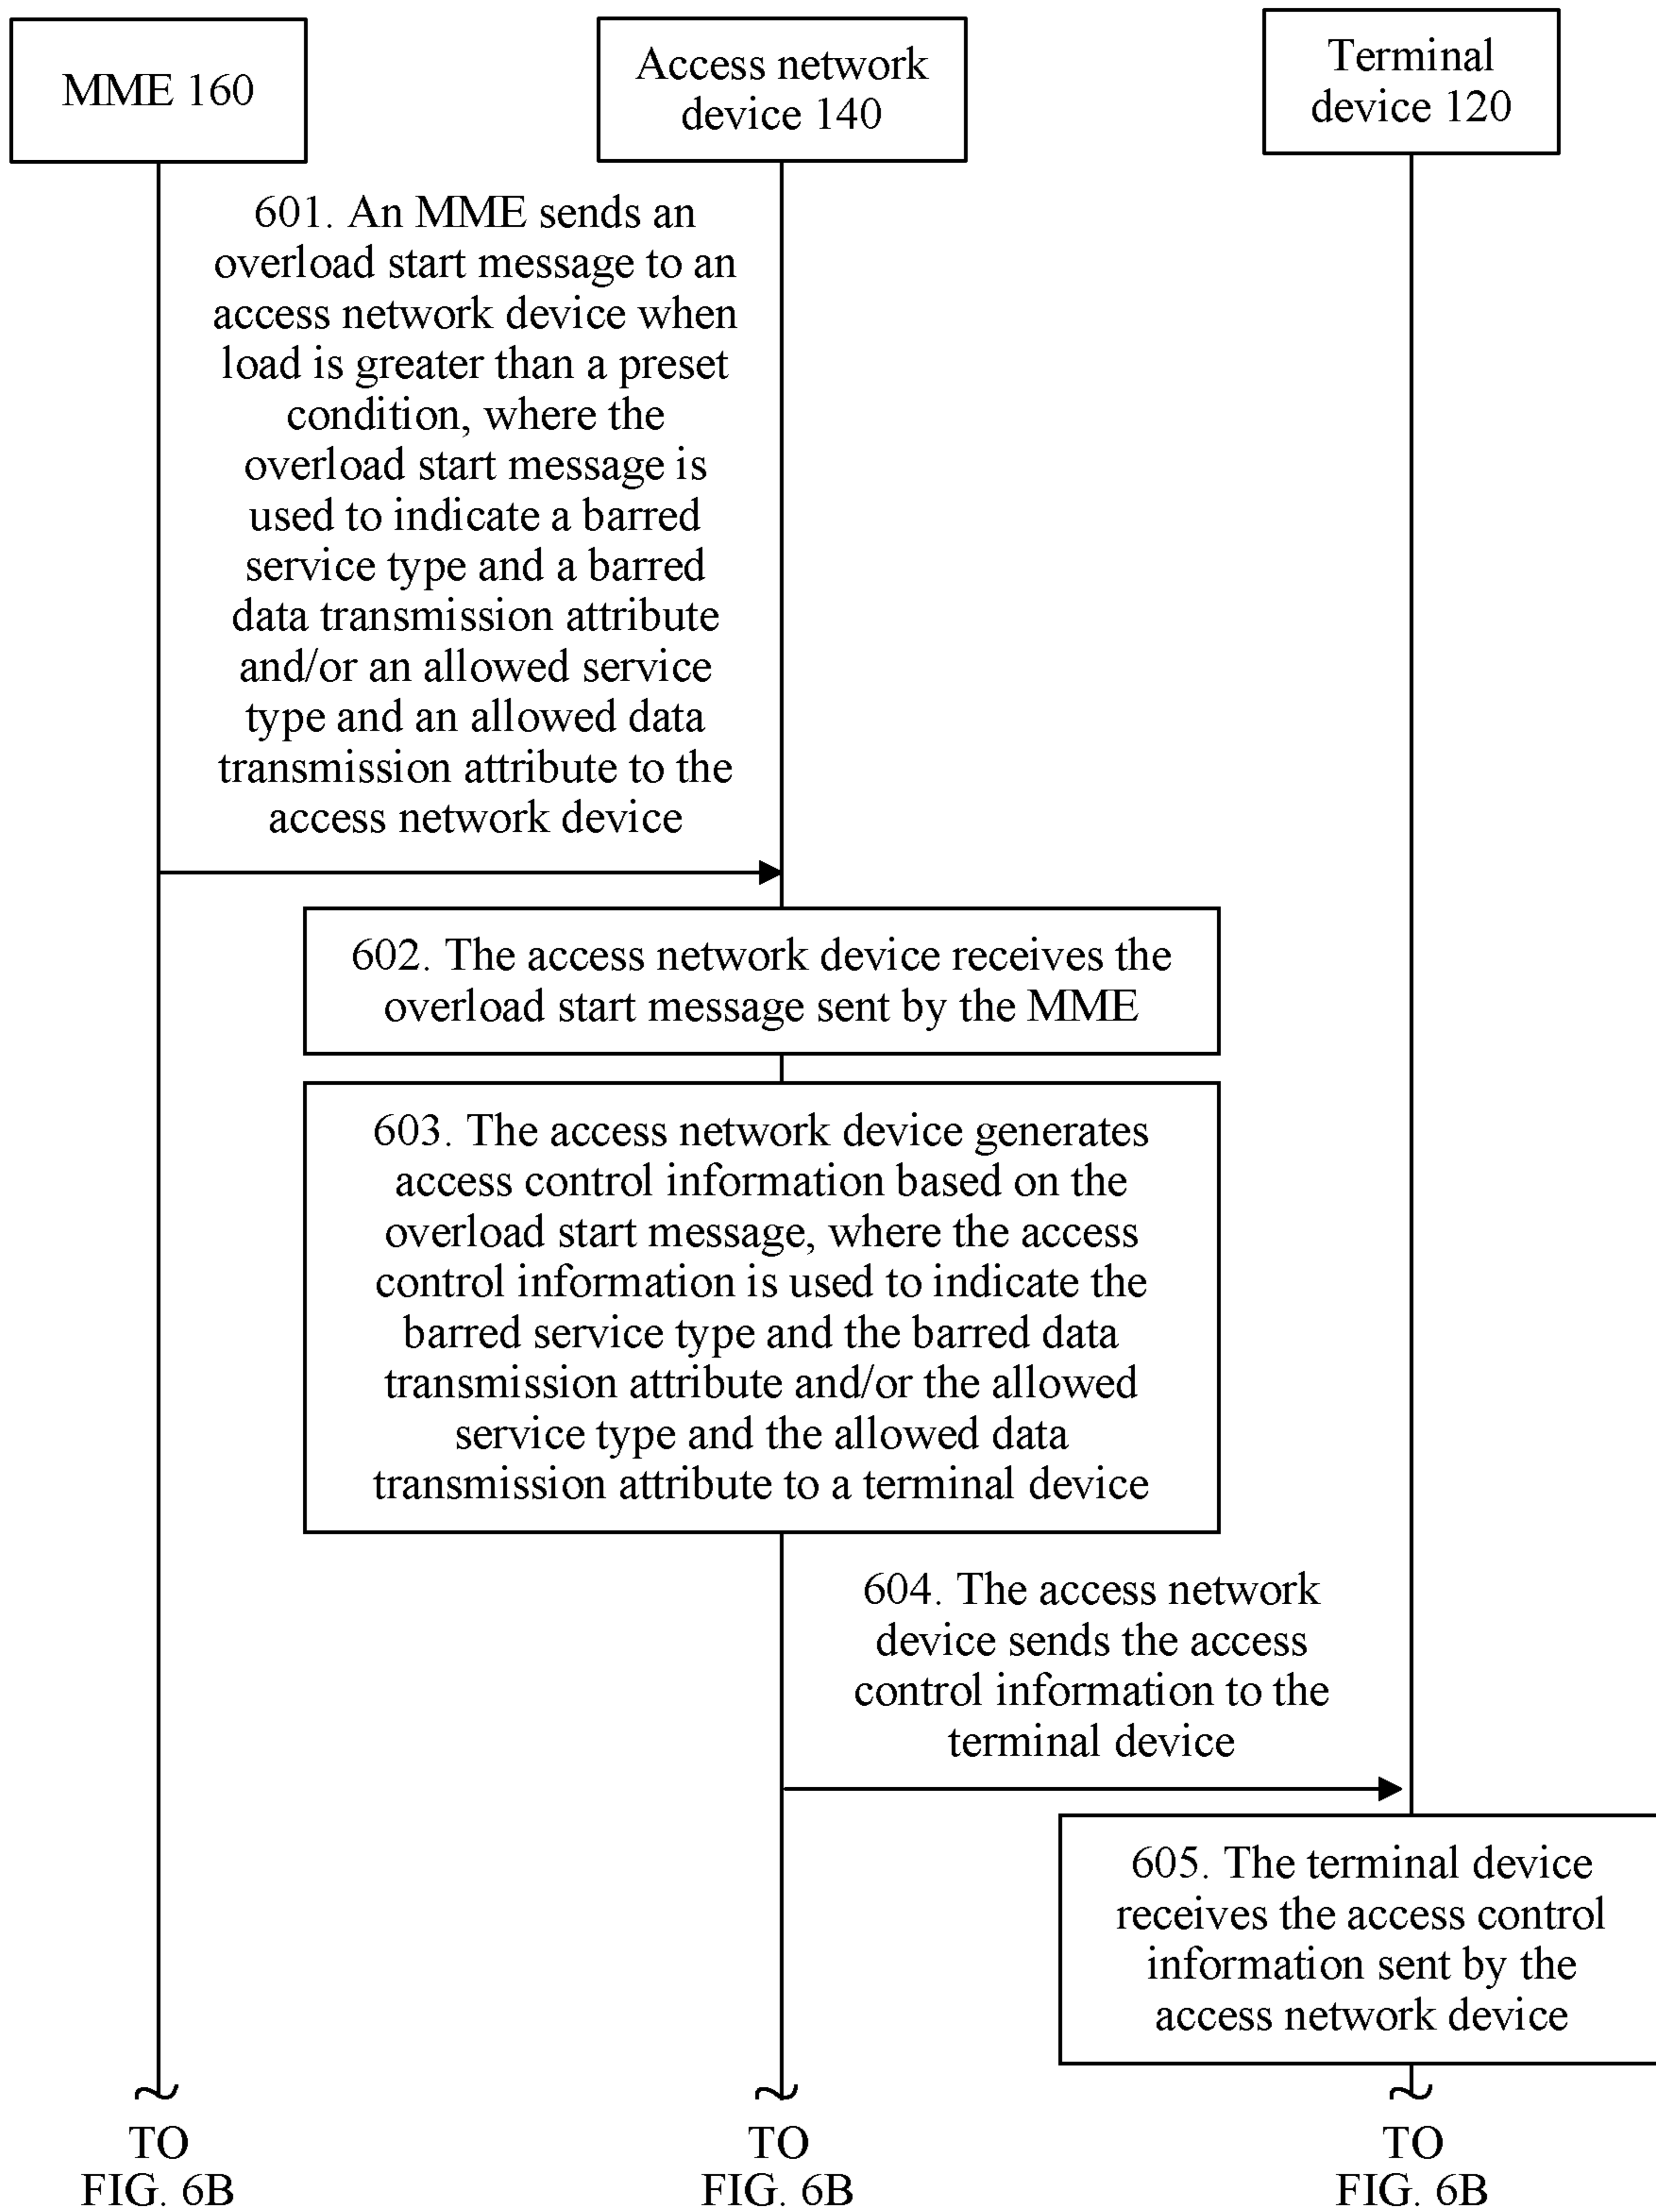 MME 160
Access network
device 140
Terminal
device 120
601. An MME sends an
overload start message to an
access network device when
load is greater than a preset
condition, where the
overload start message is
used to indicate a barred
service type and a barred
data transmission attribute
and/or an allowed service
type and an allowed data
transmission attribute to the
access network device
602. The access network device receives the
overload start message sent by the MME
603. The access network device generates
access control information based on the
overload start message, where the access
control information is used to indicate the
barred service type and the barred data
transmission attribute and/or the allowed
service type and the allowed data
transmission attribute to a terminal device
604. The access network
device sends the access
control information to the
terminal device
605. The terminal device
receives the access control
information sent by the
access network device
TO
FIG. 6B
TO
FIG. 6B
TO
FIG. 6B